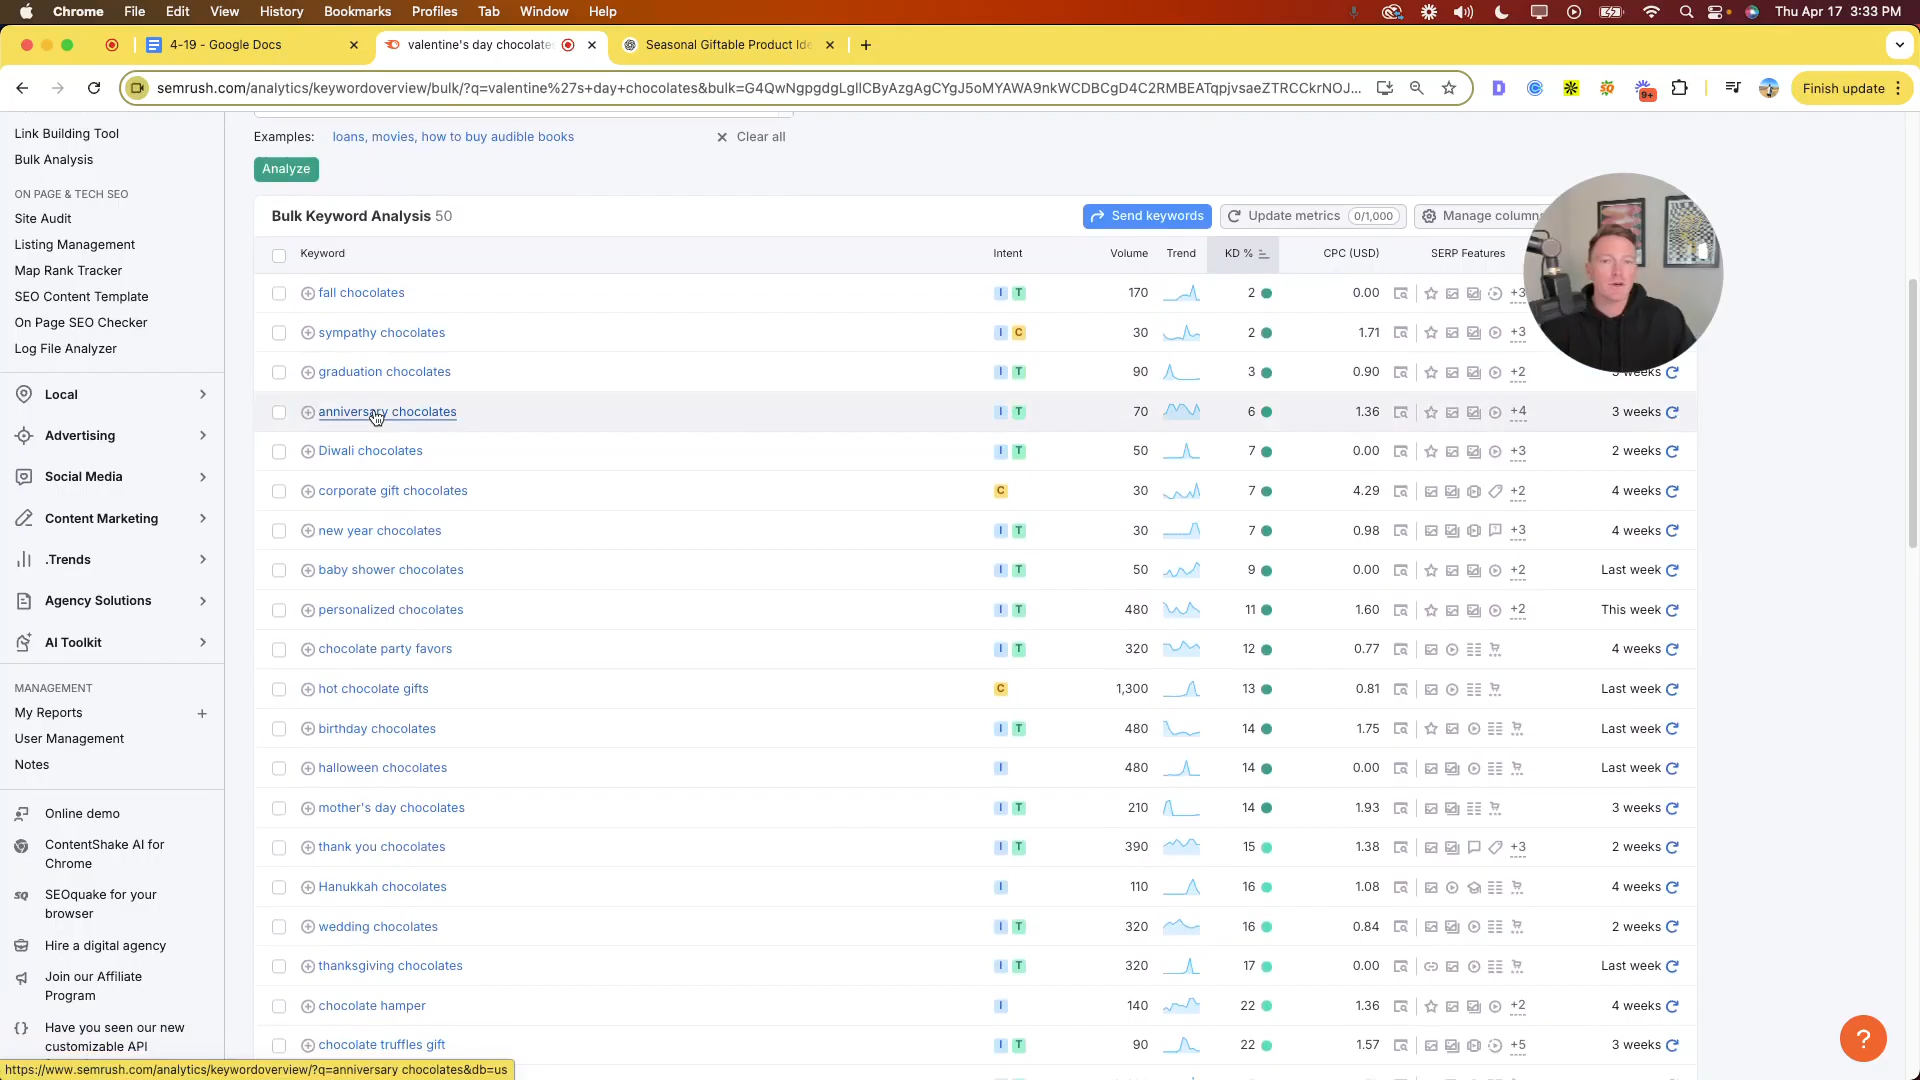 Chrome File Edit View History Bookmarks Profiles Tab Window Help Thu Apr 17 3:33 PM
4-19 - Google Docs valentine's day chocolate Seasonal Giftable Product Ide
semrush.com/analytics/keywordoverview/bulk/?q=valentine%27s+day+chocolates&bulk=G4QwNgpgdgLglICByAzgAgCYgJ5oMYAWA9nkWCDBCgD4C2RMBEATqpjvsaeZTRCCkrNOJ... 9+ Finish update
Link Building Tool
Bulk Analysis
ON PAGE & TECH SEO
Site Audit
Listing Management
Map Rank Tracker
SEO Content Template
On Page SEO Checker
Log File Analyzer
Local
Advertising
Social Media
Content Marketing
.Trends
Agency Solutions
AI Toolkit
MANAGEMENT
My Reports
User Management
Notes
Online demo
ContentShake AI for
Chrome
SEOquake for your
browser
Hire a digital agency
Join our Affiliate
Program
Have you seen our new
customizable API
Examples: loans, movies, how to buy audible books Clear all
Analyze
Bulk Keyword Analysis 50 Send keywords Update metrics 0/1,000 Manage column
Keyword Intent Volume Trend KD % CPC (USD) SERP Features
fall chocolates I T 170 2 0.00 +3
sympathy chocolates I C 30 2 1.71 +3
graduation chocolates I T 90 3 0.90 +2 3 weeks
anniversary chocolates I T 70 6 1.36 +4 3 weeks
Diwali chocolates I T 50 7 0.00 +3 2 weeks
corporate gift chocolates C 30 7 4.29 +2 4 weeks
new year chocolates I T 30 7 0.98 +3 4 weeks
baby shower chocolates I T 50 9 0.00 +2 Last week
personalized chocolates I T 480 11 1.60 +2 This week
chocolate party favors I T 320 12 0.77 4 weeks
hot chocolate gifts C 1,300 13 0.81 Last week
birthday chocolates I T 480 14 1.75 Last week
halloween chocolates I 480 14 0.00 Last week
mother's day chocolates I T 210 14 1.93 3 weeks
thank you chocolates I T 390 15 1.38 +3 2 weeks
Hanukkah chocolates I 110 16 1.08 4 weeks
wedding chocolates I T 320 16 0.84 2 weeks
thanksgiving chocolates I T 320 17 0.00 Last week
chocolate hamper I 140 22 1.36 +2 4 weeks
chocolate truffles gift I T 90 22 1.57 +5 3 weeks
?
https://www.semrush.com/analytics/keywordoverview/?q=anniversary chocolates&db=us